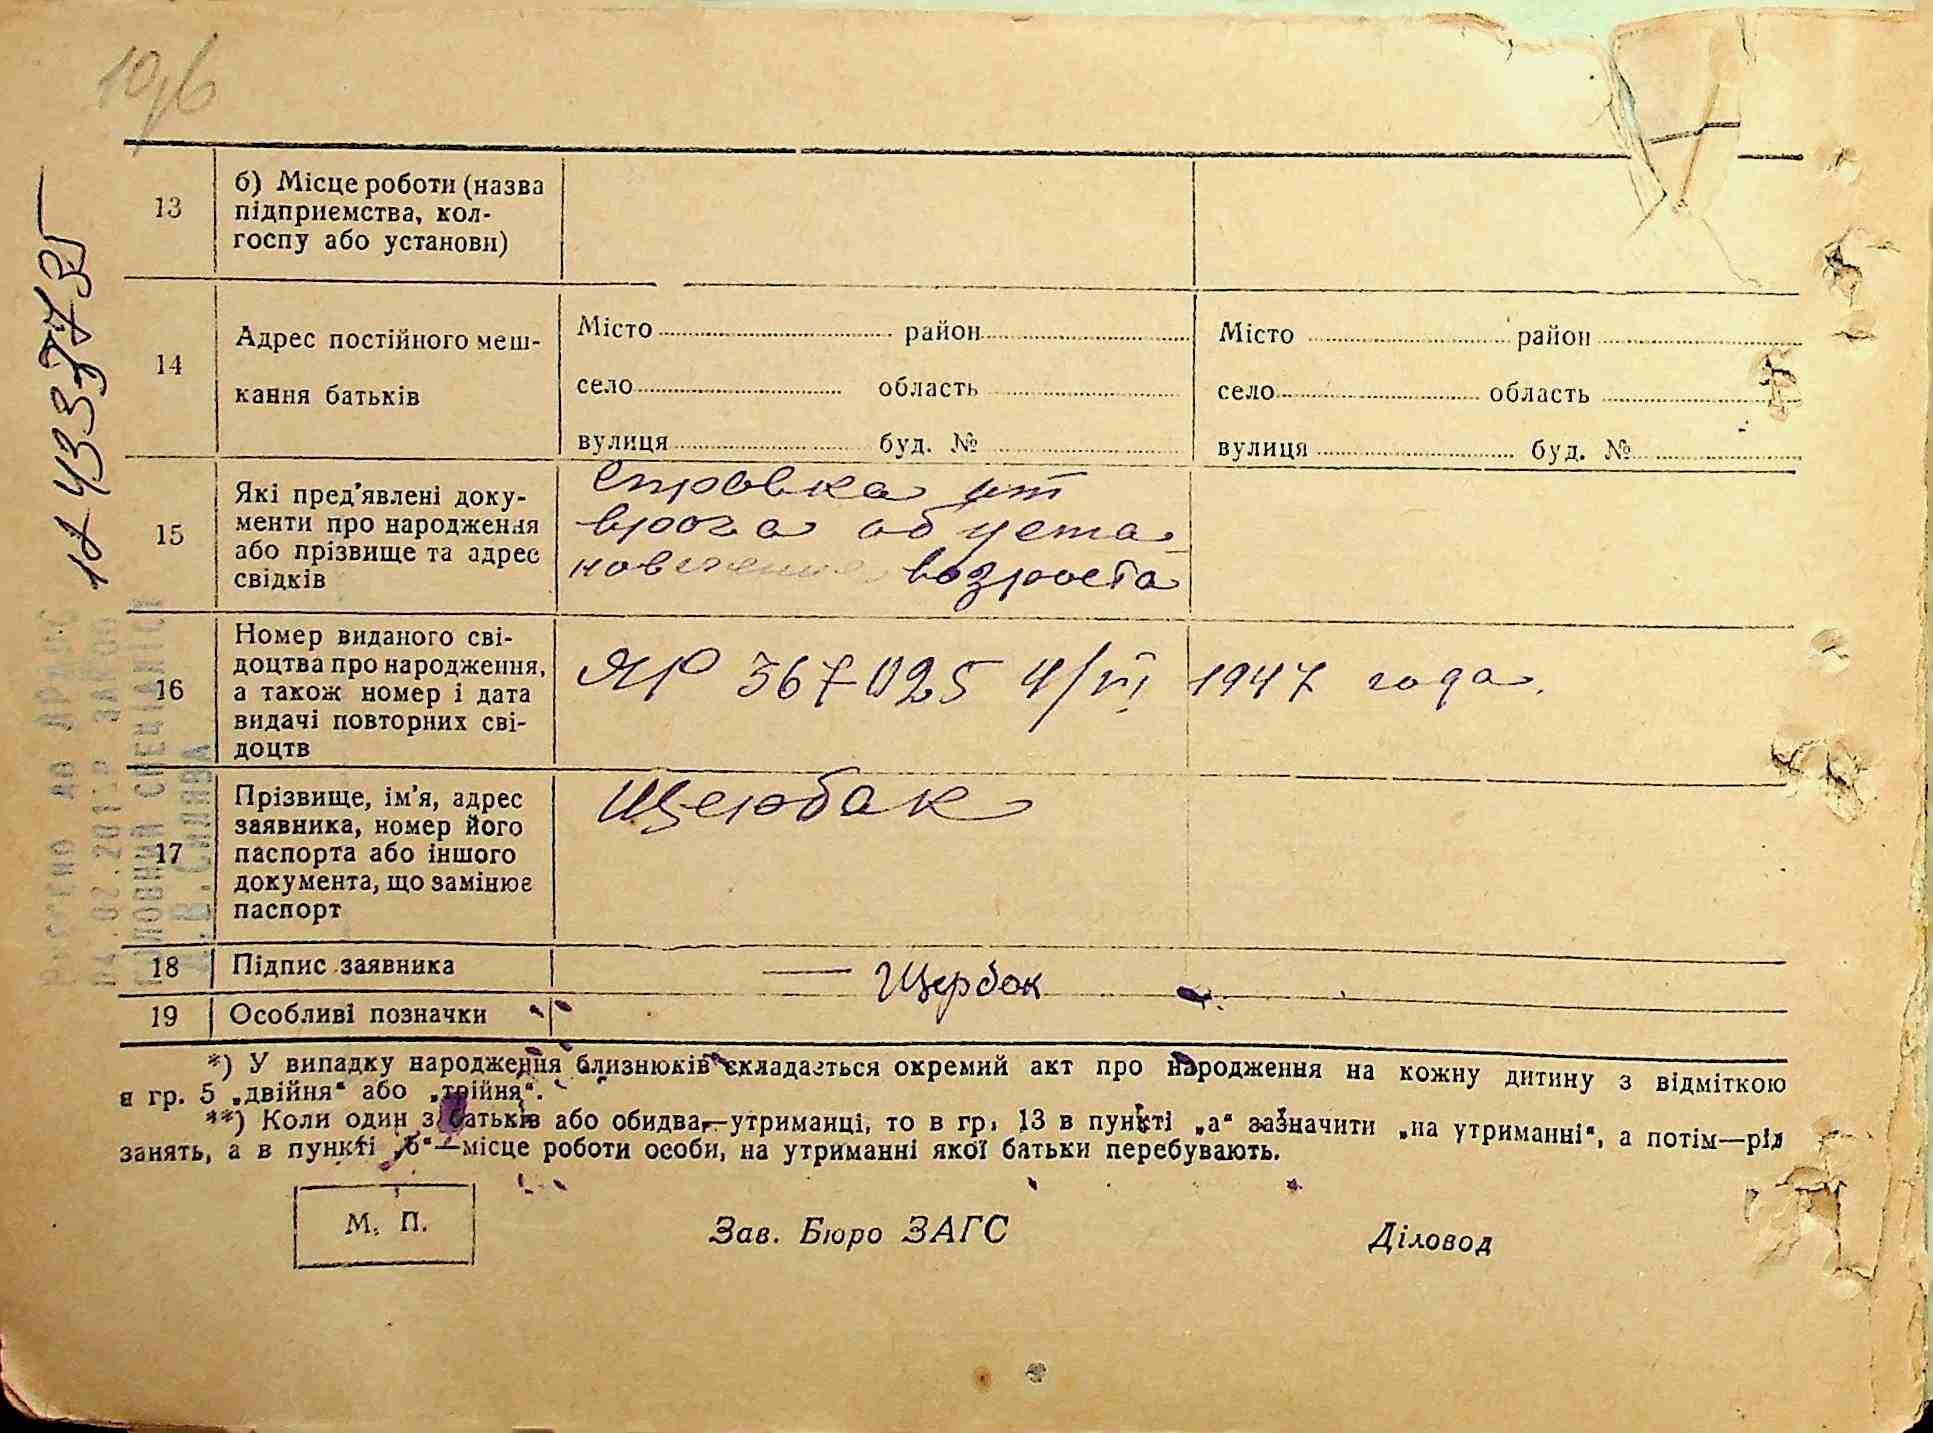 13
б) Місце роботи (назва
підприємства, кол-
госпу або установи)
14
Адрес постійного меш-
кання батьків
Місто район
село область
вулиця буд. №
Місто район
село область
вулиця буд. №
15
Які пред'явлені доку-
менти про народження
або прізвище та адрес
свідків
Справка от
врача об уста
новлении возроста
16
Номер виданого сві-
доцтва про народження,
а також номер і дата
видачі повторних сві-
доцтв
ЯР 367025 4/III 1947 года.
17
Прізвище, ім'я, адрес
заявника, номер його
паспорта або іншого
документа, що замінює
паспорт
Щербак
18
Підпис заявника
— Щербак
19
Особливі позначки
*) У випадку народження близнюків складається окремий акт про народження на кожну дитину з відміткою
в гр. 5 „двійня“ або „трійня“.
**) Коли один з батьків або обидва—утриманці, то в гр. 13 в пункті „а“ зазначити „на утриманні“, а потім—рід
занять, а в пункті „б“—місце роботи особи, на утриманні якої батьки перебувають.
М. П.
Зав. Бюро ЗАГС
Діловод